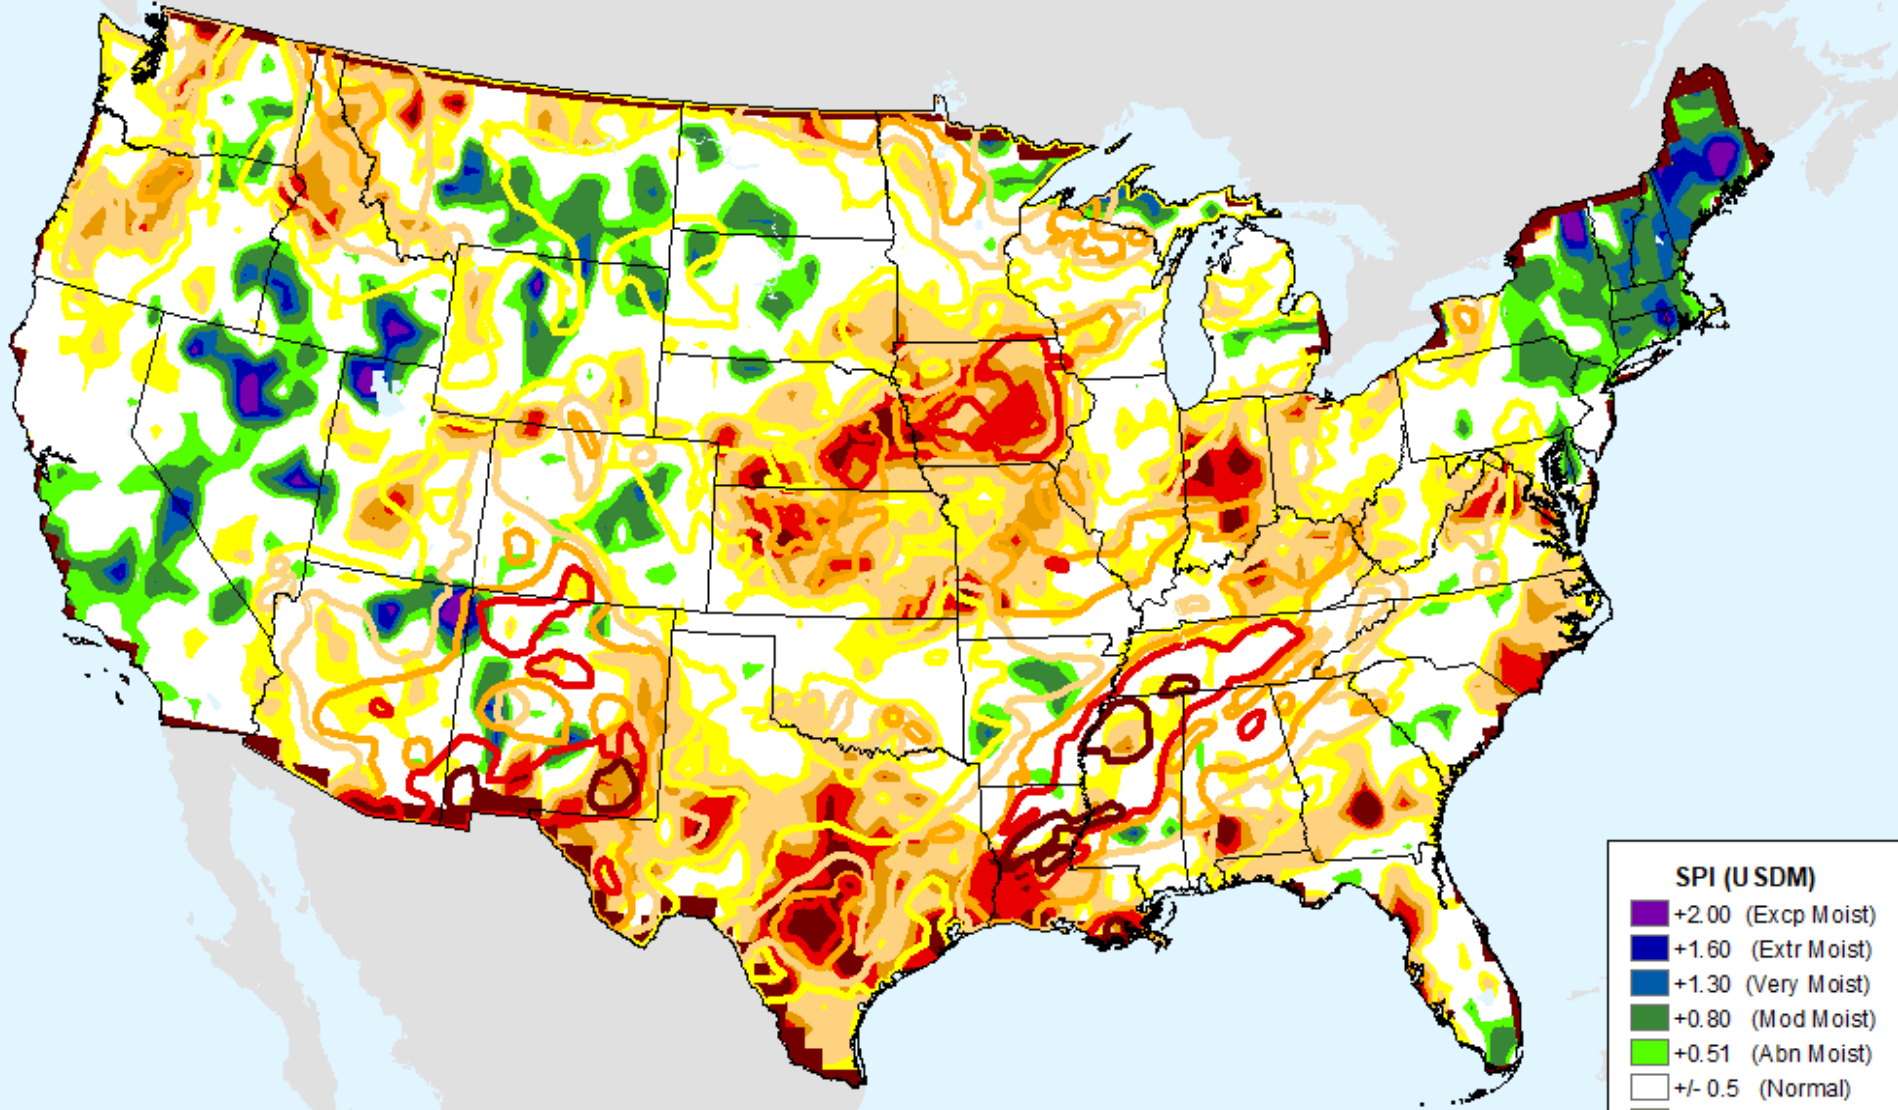 SPI (USDM)
+2.00 (Excp Moist)
+1.60 (Extr Moist)
+1.30 (Very Moist)
+0.80 (Mod Moist)
+0.51 (Abn Moist)
+/- 0.5 (Normal)